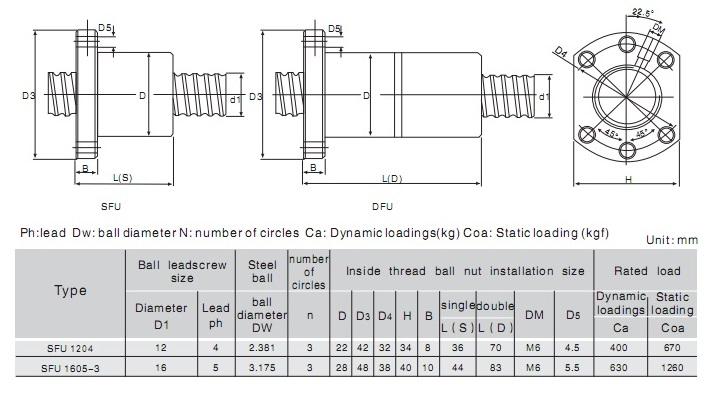 D5
D5
22.5°
DM
D4
D3
D
d1
D3
D
d1
45°
45°
B
B
L(S)
L(D)
H
SFU
DFU
Ph:lead Dw: ball diameter N: number of circles Ca: Dynamic loadings(kg) Coa: Static loading (kgf)
Unit: mm
Type
Ball leadscrew
size
Steel
ball
number
of
circles
Inside thread ball nut installation size
Rated load
Diameter
D1
Lead
ph
ball
diameter
DW
n
D
D3
D4
H
B
single
L(S)
double
L(D)
DM
D5
Dynamic
loadings
Ca
Static
loading
Coa
SFU 1204 12 4 2.381 3 22 42 32 34 8 36 70 M6 4.5 400 670
SFU 1605-3 16 5 3.175 3 28 48 38 40 10 44 83 M6 5.5 630 1260